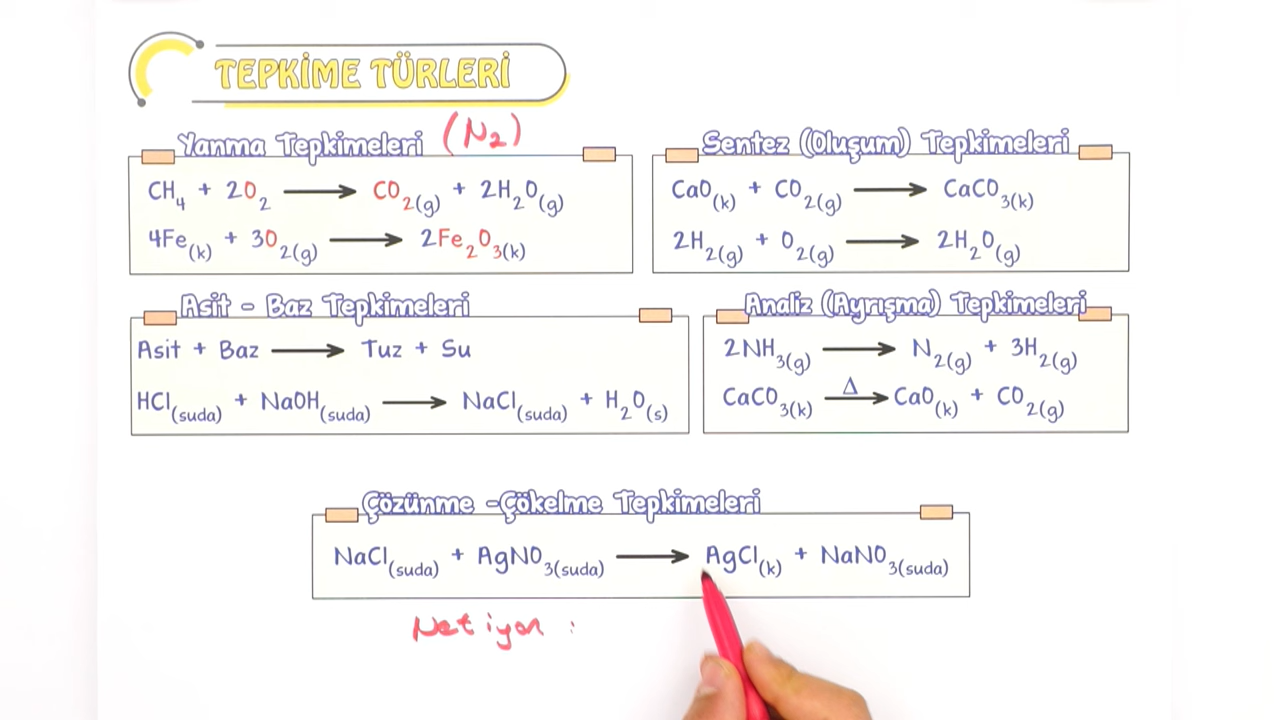 TEPKİME TÜRLERİ
Yanma Tepkimeleri (N₂)
CH₄ + 2O₂ → CO₂(g) + 2H₂O(g)
4Fe(k) + 3O₂(g) → 2Fe₂O₃(k)
Sentez (Oluşum) Tepkimeleri
CaO(k) + CO₂(g) → CaCO₃(k)
2H₂(g) + O₂(g) → 2H₂O(g)
Asit - Baz Tepkimeleri
Asit + Baz → Tuz + Su
HCl(suda) + NaOH(suda) → NaCl(suda) + H₂O(s)
Analiz (Ayrışma) Tepkimeleri
2NH₃(g) → N₂(g) + 3H₂(g)
CaCO₃(k) Δ→ CaO(k) + CO₂(g)
Çözünme -Çökelme Tepkimeleri
NaCl(suda) + AgNO₃(suda) → AgCl(k) + NaNO₃(suda)
Net iyon :